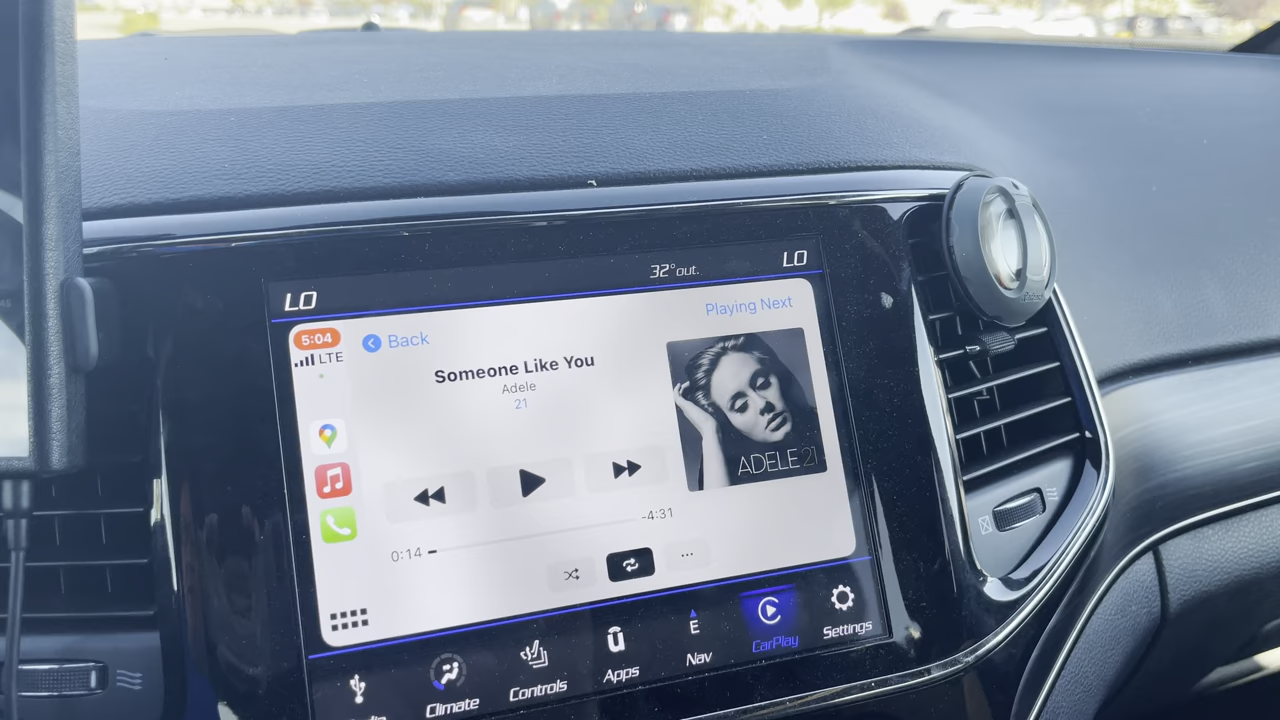 32°out.
LO
LO
5:04
LTE
Back
Playing Next
Someone Like You
Adele
21
ADELE 21
-4:31
0:14
E
Climate
Controls
Apps
Nav
CarPlay
Settings